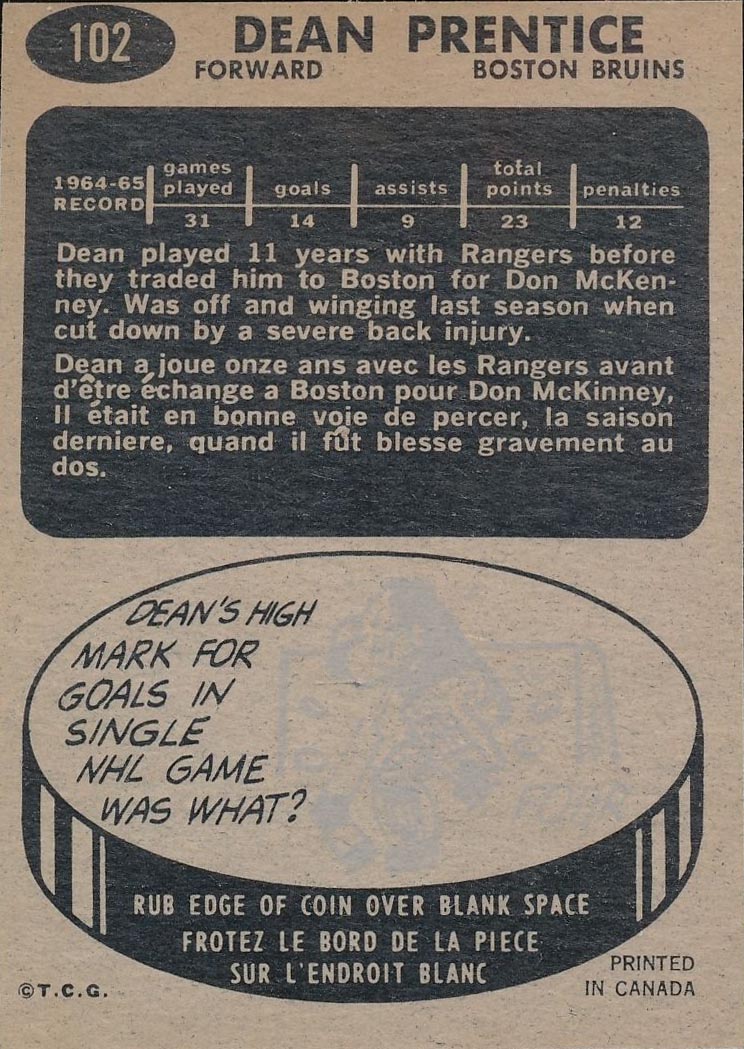 102 DEAN PRENTICE
FORWARD BOSTON BRUINS
1964-65 RECORD games played goals assists total points penalties
31 14 9 23 12
Dean played 11 years with Rangers before
they traded him to Boston for Don McKen-
ney. Was off and winging last season when
cut down by a severe back injury.
Dean a joue onze ans avec les Rangers avant
d'être échange a Boston pour Don McKinney,
Il était en bonne voie de percer, la saison
derniere, quand il fût blesse gravement au
dos.
DEAN'S HIGH
MARK FOR
GOALS IN
SINGLE
NHL GAME
WAS WHAT?
FOUR
RUB EDGE OF COIN OVER BLANK SPACE
FROTEZ LE BORD DE LA PIECE
SUR L'ENDROIT BLANC
©T.C.G.
PRINTED
IN CANADA